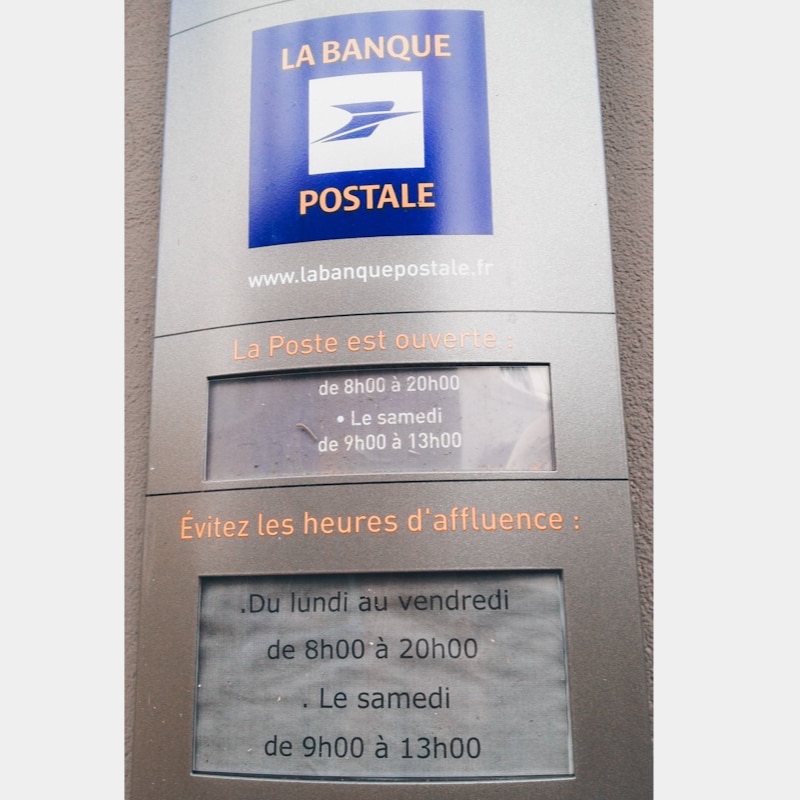 LA BANQUE
POSTALE
www.labanquepostale.fr
La Poste est ouverte :
de 8h00 à 20h00
• Le samedi
de 9h00 à 13h00
Évitez les heures d'affluence :
.Du lundi au vendredi
de 8h00 à 20h00
. Le samedi
de 9h00 à 13h00